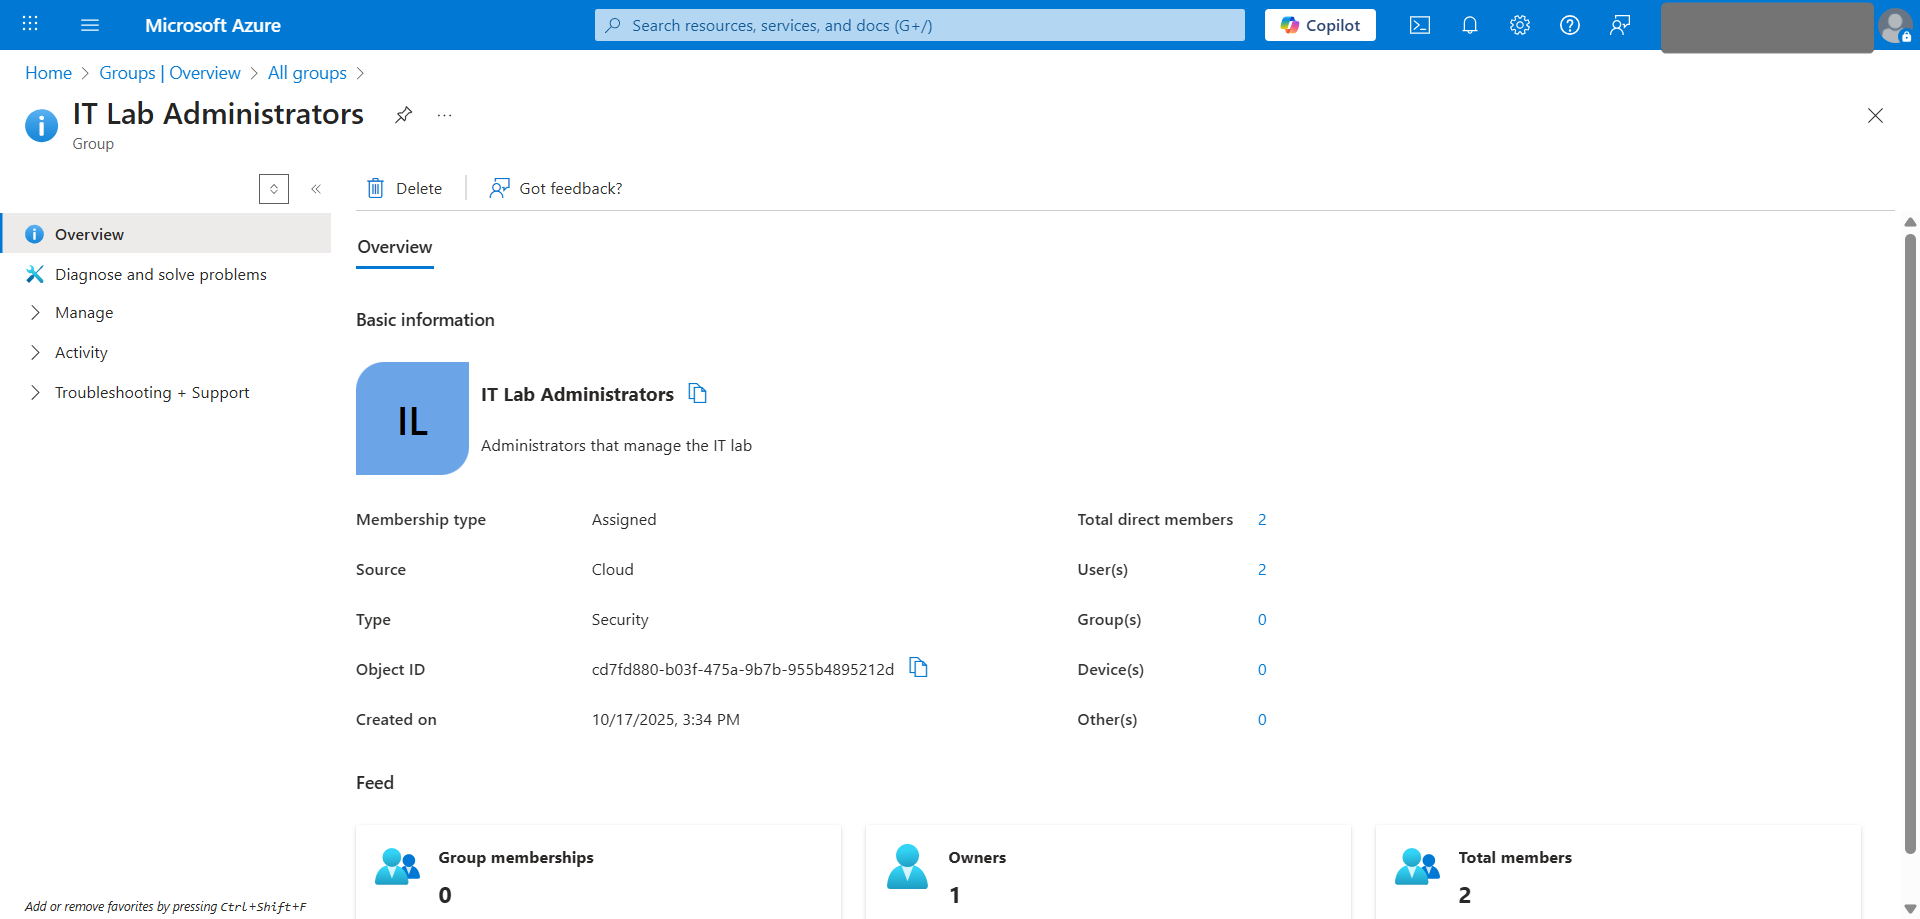 Microsoft Azure
Search resources, services, and docs (G+/)
Copilot
Home > Groups | Overview > All groups >
IT Lab Administrators
...
Group
Delete
Got feedback?
Overview
Diagnose and solve problems
Manage
Activity
Troubleshooting + Support
Add or remove favorites by pressing Ctrl+Shift+F
Overview
Basic information
IL
IT Lab Administrators
Administrators that manage the IT lab
Membership type Assigned
Source Cloud
Type Security
Object ID cd7fd880-b03f-475a-9b7b-955b4895212d
Created on 10/17/2025, 3:34 PM
Total direct members 2
User(s) 2
Group(s) 0
Device(s) 0
Other(s) 0
Feed
Group memberships
0
Owners
1
Total members
2